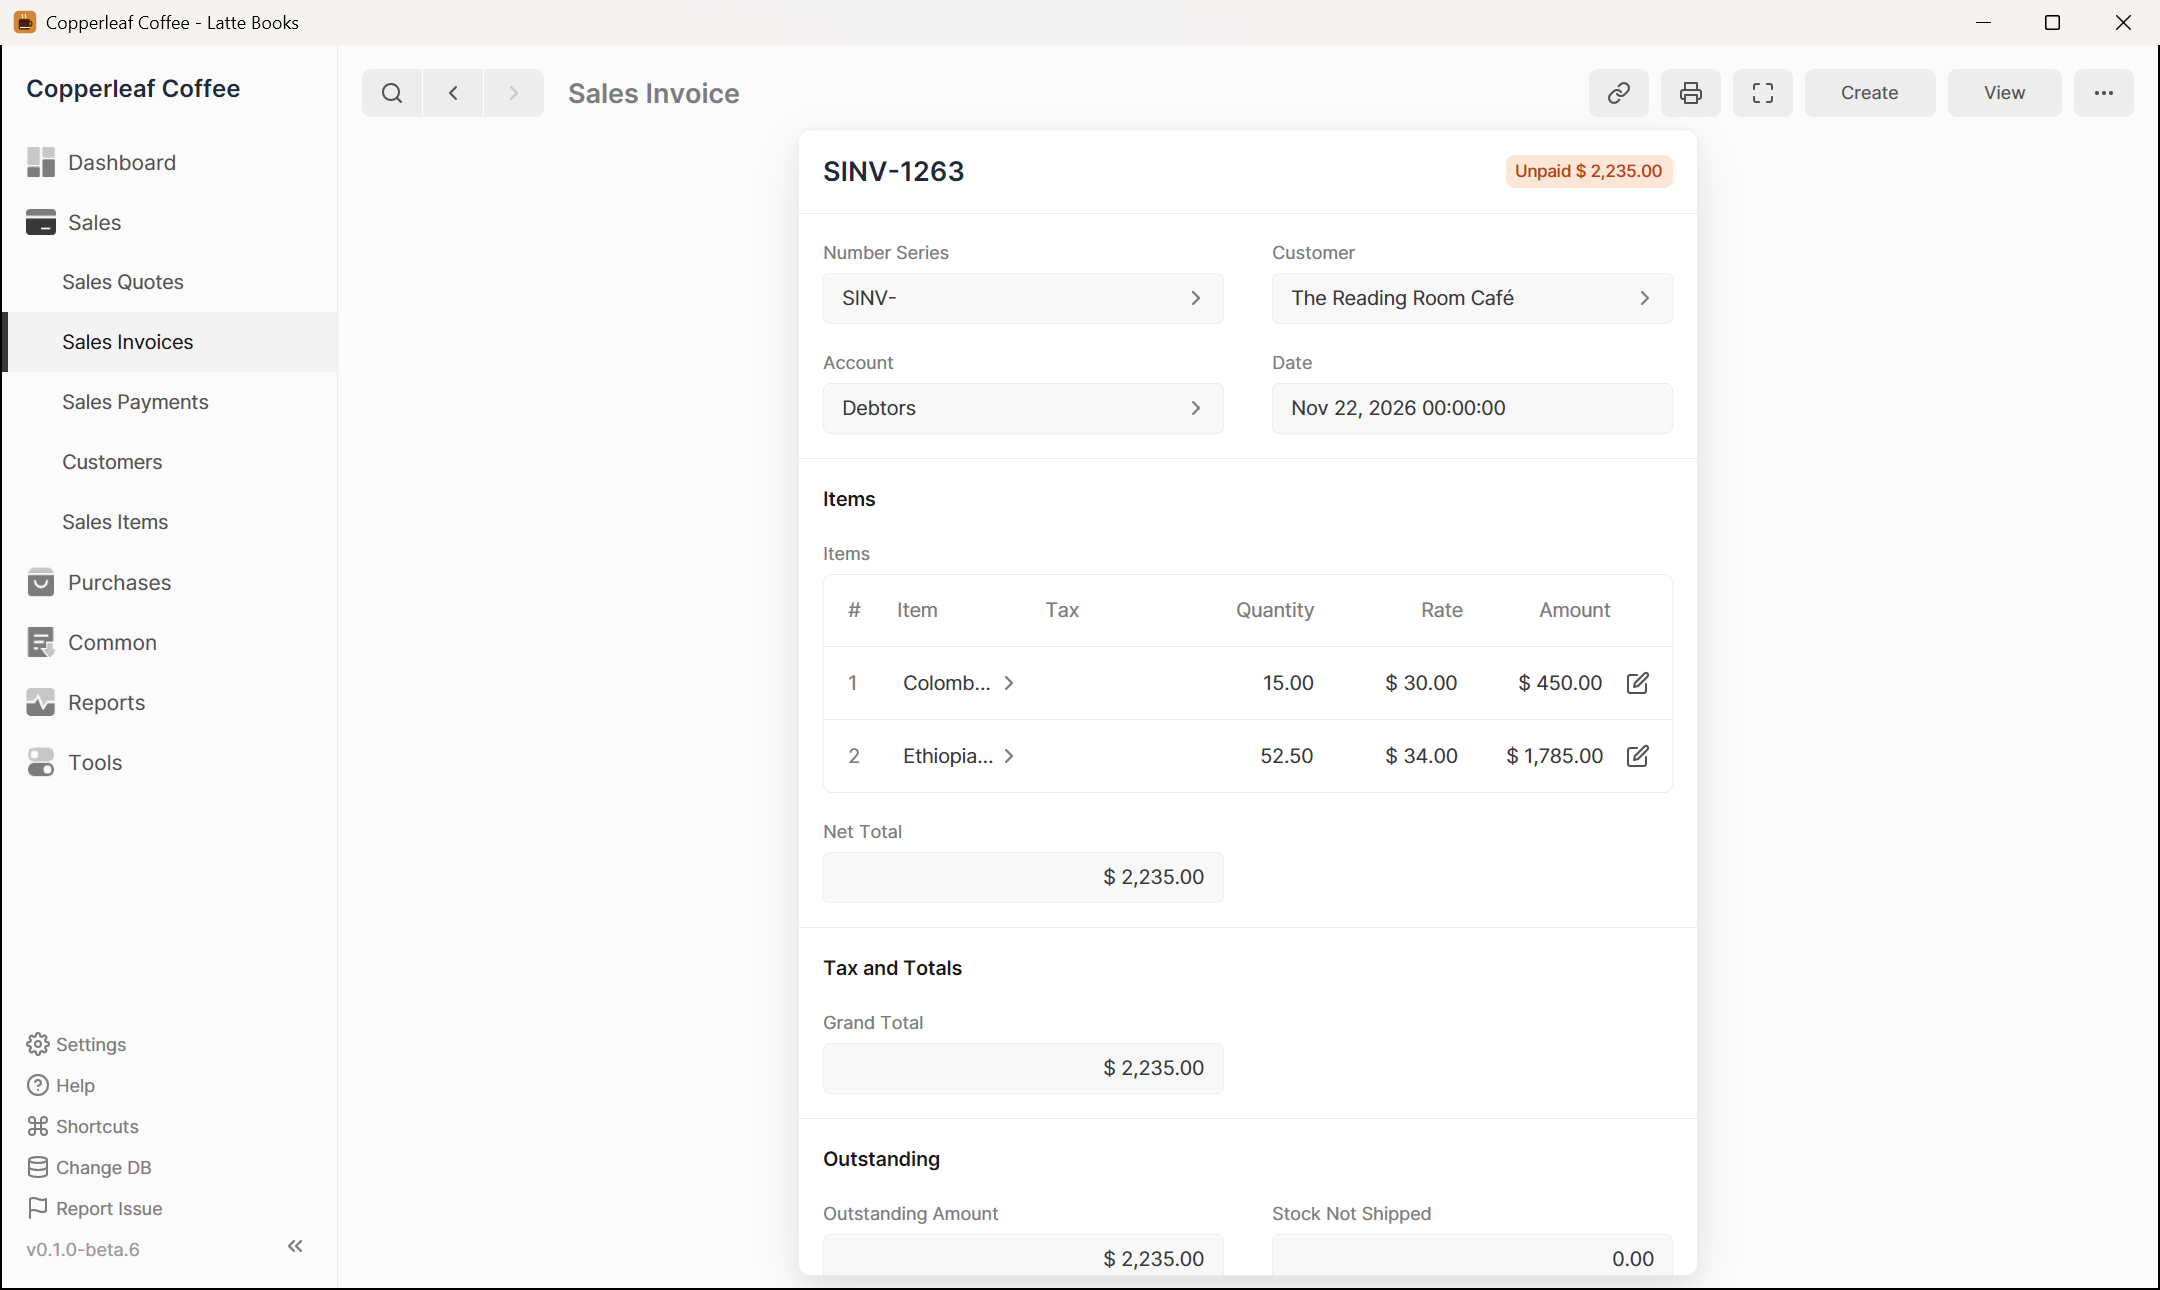 Copperleaf Coffee - Latte Books
Copperleaf Coffee
Dashboard
Sales
Sales Quotes
Sales Invoices
Sales Payments
Customers
Sales Items
Purchases
Common
Reports
Tools
Settings
Help
Shortcuts
Change DB
Report Issue
v0.1.0-beta.6
Sales Invoice
Create
View
SINV-1263
Unpaid $ 2,235.00
Number Series
Customer
SINV-
The Reading Room Café
Account
Date
Debtors
Nov 22, 2026 00:00:00
Items
Items
# Item Tax Quantity Rate Amount
1 Colomb... 15.00 $ 30.00 $ 450.00
2 Ethiopia... 52.50 $ 34.00 $ 1,785.00
Net Total
$ 2,235.00
Tax and Totals
Grand Total
$ 2,235.00
Outstanding
Outstanding Amount
Stock Not Shipped
$ 2,235.00
0.00